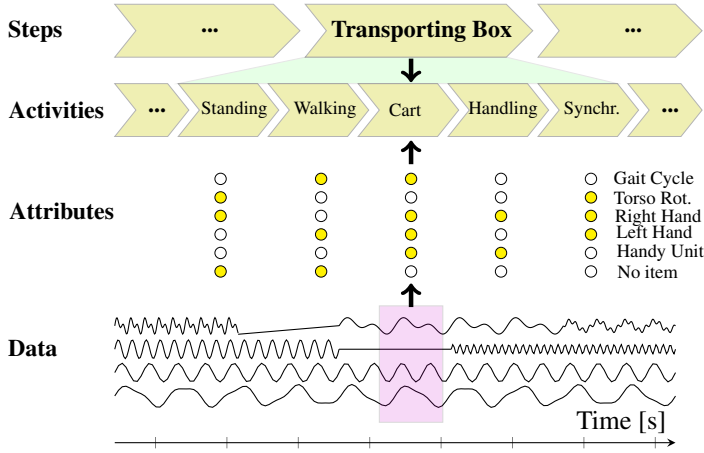 Steps ... Transporting Box ...
Activities ... Standing Walking Cart Handling Synchr. ...
Attributes
Gait Cycle
Torso Rot.
Right Hand
Left Hand
Handy Unit
No item
Data
Time [s]